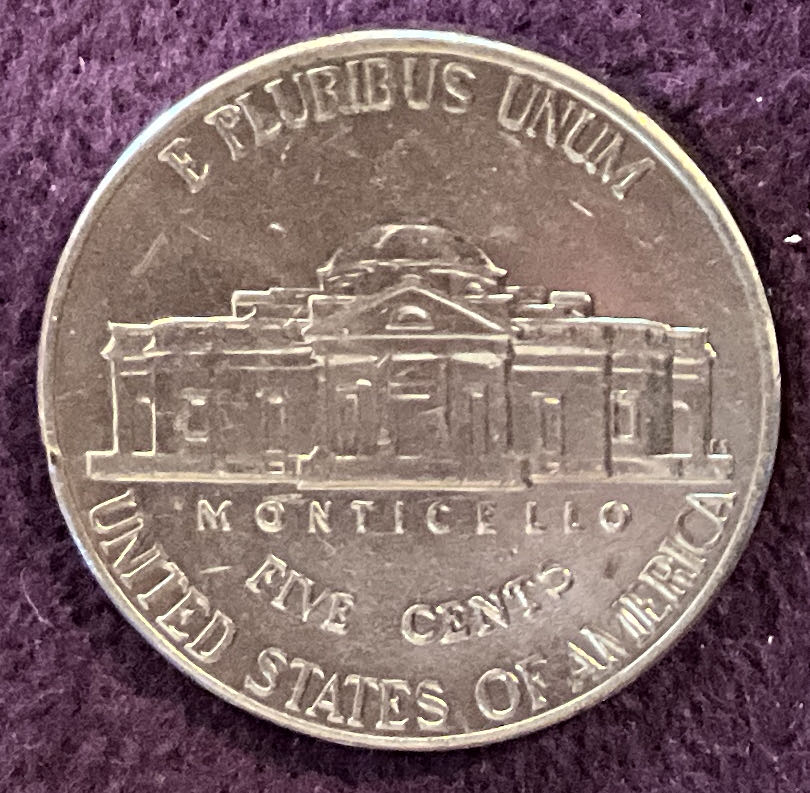 E PLURIBUS UNUM
MONTICELLO
FIVE CENTS
UNITED STATES OF AMERICA